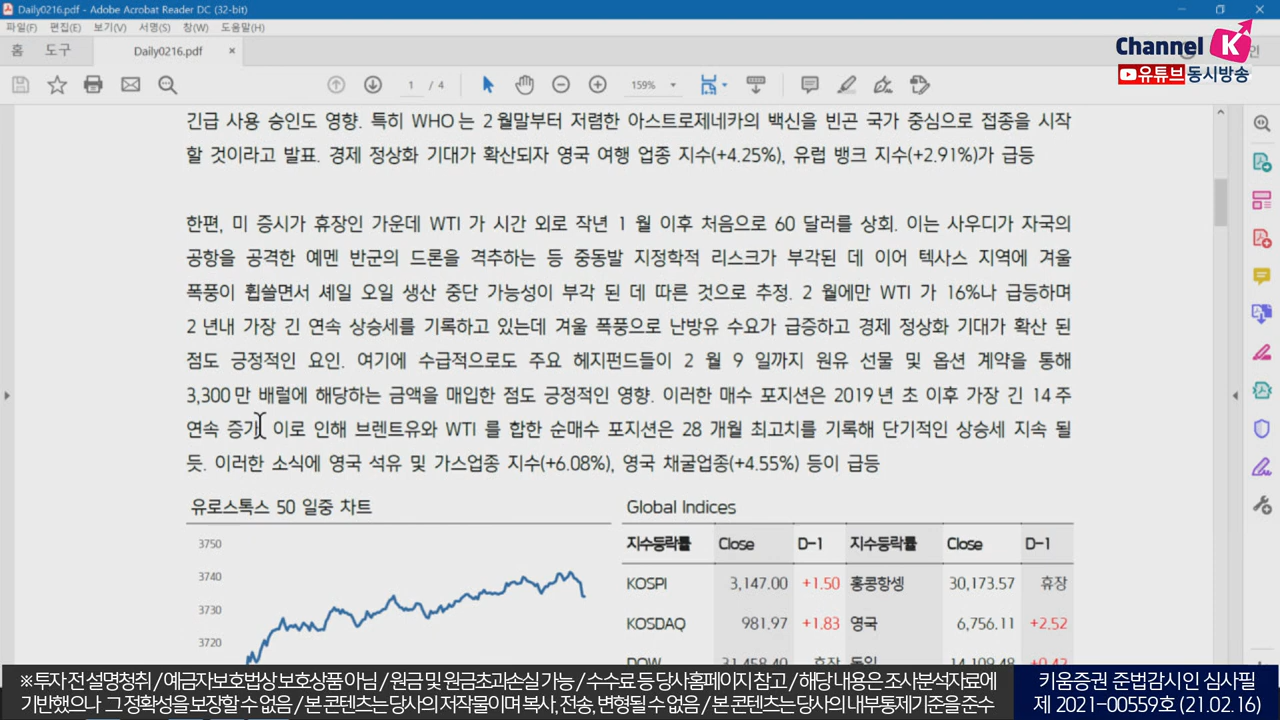 Daily0216.pdf - Adobe Acrobat Reader DC (32-bit)
파일(F) 편집(E) 보기(V) 서명(S) 창(W) 도움말(H)
홈 도구 Daily0216.pdf ×
Channel K
유튜브동시방송
1 / 4 159%
긴급 사용 승인도 영향. 특히 WHO는 2월말부터 저렴한 아스트로제네카의 백신을 빈곤 국가 중심으로 접종을 시작
할 것이라고 발표. 경제 정상화 기대가 확산되자 영국 여행 업종 지수(+4.25%), 유럽 뱅크 지수(+2.91%)가 급등
한편, 미 증시가 휴장인 가운데 WTI 가 시간 외로 작년 1 월 이후 처음으로 60 달러를 상회. 이는 사우디가 자국의
공항을 공격한 예멘 반군의 드론을 격추하는 등 중동발 지정학적 리스크가 부각된 데 이어 텍사스 지역에 겨울
폭풍이 휩쓸면서 셰일 오일 생산 중단 가능성이 부각 된 데 따른 것으로 추정. 2 월에만 WTI 가 16%나 급등하며
2 년내 가장 긴 연속 상승세를 기록하고 있는데 겨울 폭풍으로 난방유 수요가 급증하고 경제 정상화 기대가 확산 된
점도 긍정적인 요인. 여기에 수급적으로도 주요 헤지펀드들이 2 월 9 일까지 원유 선물 및 옵션 계약을 통해
3,300만 배럴에 해당하는 금액을 매입한 점도 긍정적인 영향. 이러한 매수 포지션은 2019년 초 이후 가장 긴 14주
연속 증가. 이로 인해 브렌트유와 WTI 를 합한 순매수 포지션은 28 개월 최고치를 기록해 단기적인 상승세 지속 될
듯. 이러한 소식에 영국 석유 및 가스업종 지수(+6.08%), 영국 채굴업종(+4.55%) 등이 급등
유로스톡스 50 일중 차트
3750
3740
3730
3720
Global Indices
지수등락률 Close D-1 지수등락률 Close D-1
KOSPI 3,147.00 +1.50 홍콩항셍 30,173.57 휴장
KOSDAQ 981.97 +1.83 영국 6,756.11 +2.52
DOW 31,458.40 휴장 독일 14,109.48 +0.42
※ 투자 전 설명청취 / 예금자보호법상 보호상품 아님 / 원금 및 원금초과손실 가능 / 수수료 등 당사홈페이지 참고 / 해당 내용은 조사분석자료에
기반했으나 그 정확성을 보장할 수 없음 / 본 콘텐츠는 당사의 저작물이며 복사, 전송, 변형될 수 없음 / 본 콘텐츠는 당사의 내부통제기준을 준수
키움증권 준법감시인 심사필
제 2021-00559호 (21.02.16)